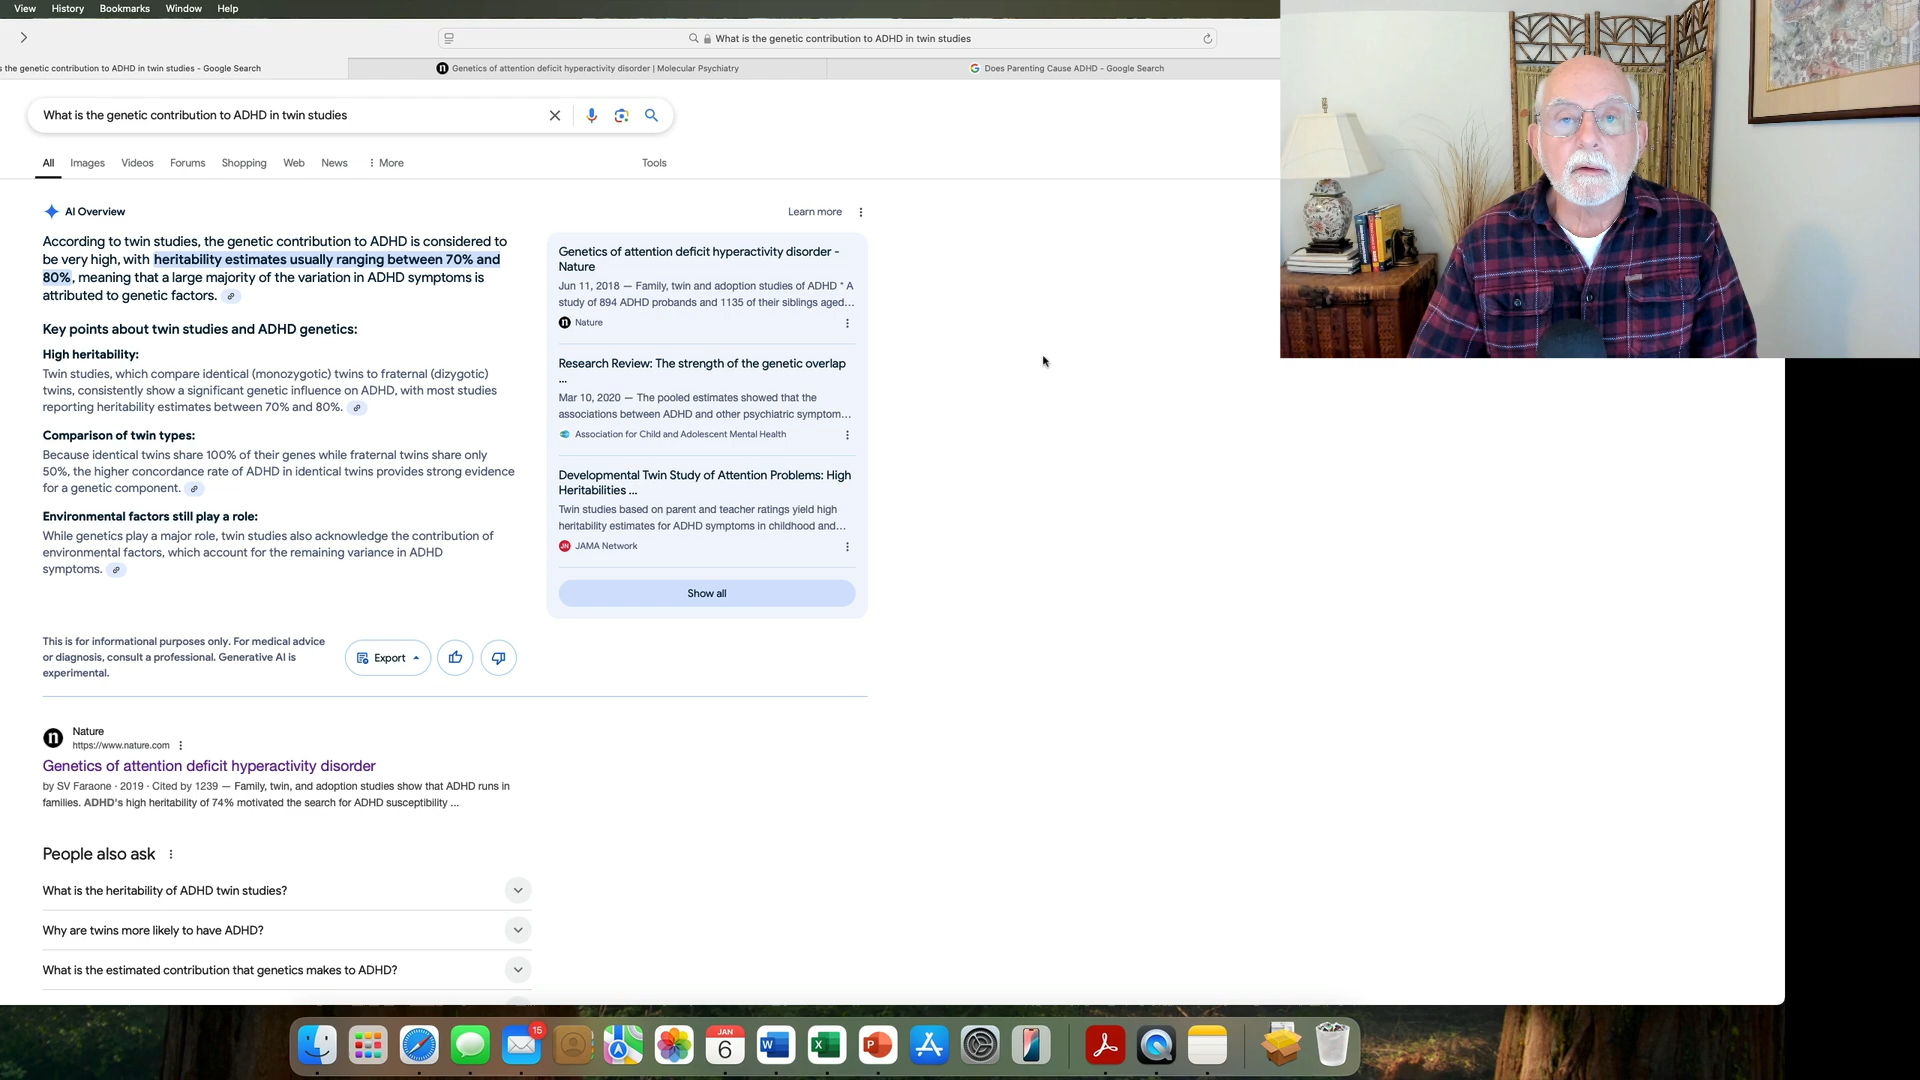 View History Bookmarks Window Help
What is the genetic contribution to ADHD in twin studies
s the genetic contribution to ADHD in twin studies - Google Search
Genetics of attention deficit hyperactivity disorder | Molecular Psychiatry
Does Parenting Cause ADHD - Google Search
What is the genetic contribution to ADHD in twin studies
All Images Videos Forums Shopping Web News More Tools
AI Overview
Learn more
According to twin studies, the genetic contribution to ADHD is considered to
be very high, with heritability estimates usually ranging between 70% and
80%, meaning that a large majority of the variation in ADHD symptoms is
attributed to genetic factors.
Key points about twin studies and ADHD genetics:
High heritability:
Twin studies, which compare identical (monozygotic) twins to fraternal (dizygotic)
twins, consistently show a significant genetic influence on ADHD, with most studies
reporting heritability estimates between 70% and 80%.
Comparison of twin types:
Because identical twins share 100% of their genes while fraternal twins share only
50%, the higher concordance rate of ADHD in identical twins provides strong evidence
for a genetic component.
Environmental factors still play a role:
While genetics play a major role, twin studies also acknowledge the contribution of
environmental factors, which account for the remaining variance in ADHD
symptoms.
Genetics of attention deficit hyperactivity disorder -
Nature
Jun 11, 2018 — Family, twin and adoption studies of ADHD * A
study of 894 ADHD probands and 1135 of their siblings aged...
n Nature
Research Review: The strength of the genetic overlap
...
Mar 10, 2020 — The pooled estimates showed that the
associations between ADHD and other psychiatric symptom...
Association for Child and Adolescent Mental Health
Developmental Twin Study of Attention Problems: High
Heritabilities ...
Twin studies based on parent and teacher ratings yield high
heritability estimates for ADHD symptoms in childhood and...
JN JAMA Network
Show all
This is for informational purposes only. For medical advice
or diagnosis, consult a professional. Generative AI is
experimental.
Export
n
Nature
https://www.nature.com
Genetics of attention deficit hyperactivity disorder
by SV Faraone · 2019 · Cited by 1239 — Family, twin, and adoption studies show that ADHD runs in
families. ADHD's high heritability of 74% motivated the search for ADHD susceptibility ...
People also ask
What is the heritability of ADHD twin studies?
Why are twins more likely to have ADHD?
What is the estimated contribution that genetics makes to ADHD?
15
JAN
6
W
X
P